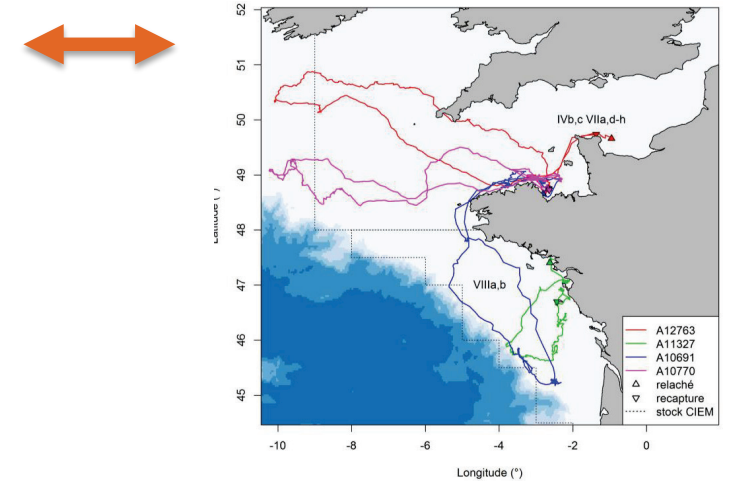 52
51
50
49
48
47
46
45
IVb,c VIIa,d-h
VIIIa,b
A12763
A11327
A10691
A10770
relaché
recapture
stock CIEM
-10 -8 -6 -4 -2 0
Longitude (°)